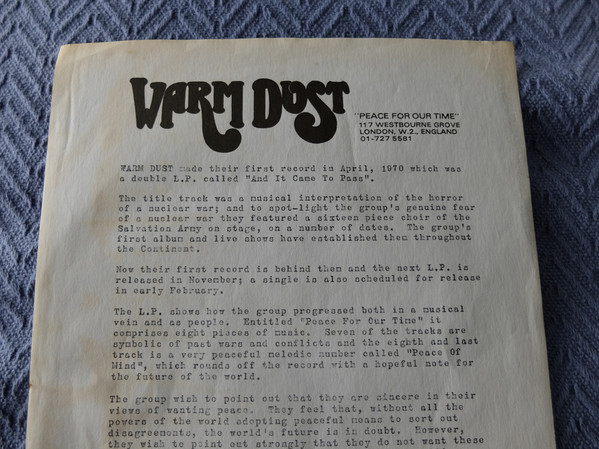 WARM DUST
"PEACE FOR OUR TIME"
117 WESTBOURNE GROVE
LONDON, W.2., ENGLAND
01-727 5581
WARM DUST made their first record in April, 1970 which was
a double L.P. called "And It Came To Pass".
The title track was a musical interpretation of the horror
of a nuclear war; and to spot-light the group's genuine fear
of a nuclear war they featured a sixteen piece choir of the
Salvation Army on stage, on a number of dates. The group's
first album and live shows have established them throughout
the Continent.
Now their first record is behind them and the next L.P. is
released in November; a single is also scheduled for release
in early February.
The L.P. shows how the group progressed both in a musical
vein and as people. Entitled "Peace For Our Time" it
comprises eight pieces of music. Seven of the tracks are
symbolic of past wars and conflicts and the eighth and last
track is a very peaceful melodic number called "Peace Of
Mind", which rounds off the record with a hopeful note for
the future of the world.
The group wish to point out that they are sincere in their
views of wanting peace. They feel that, without all the
powers of the world adopting peaceful means to sort out
disagreements, the world's future is in doubt. However,
they wish to point out strongly that they do not want these